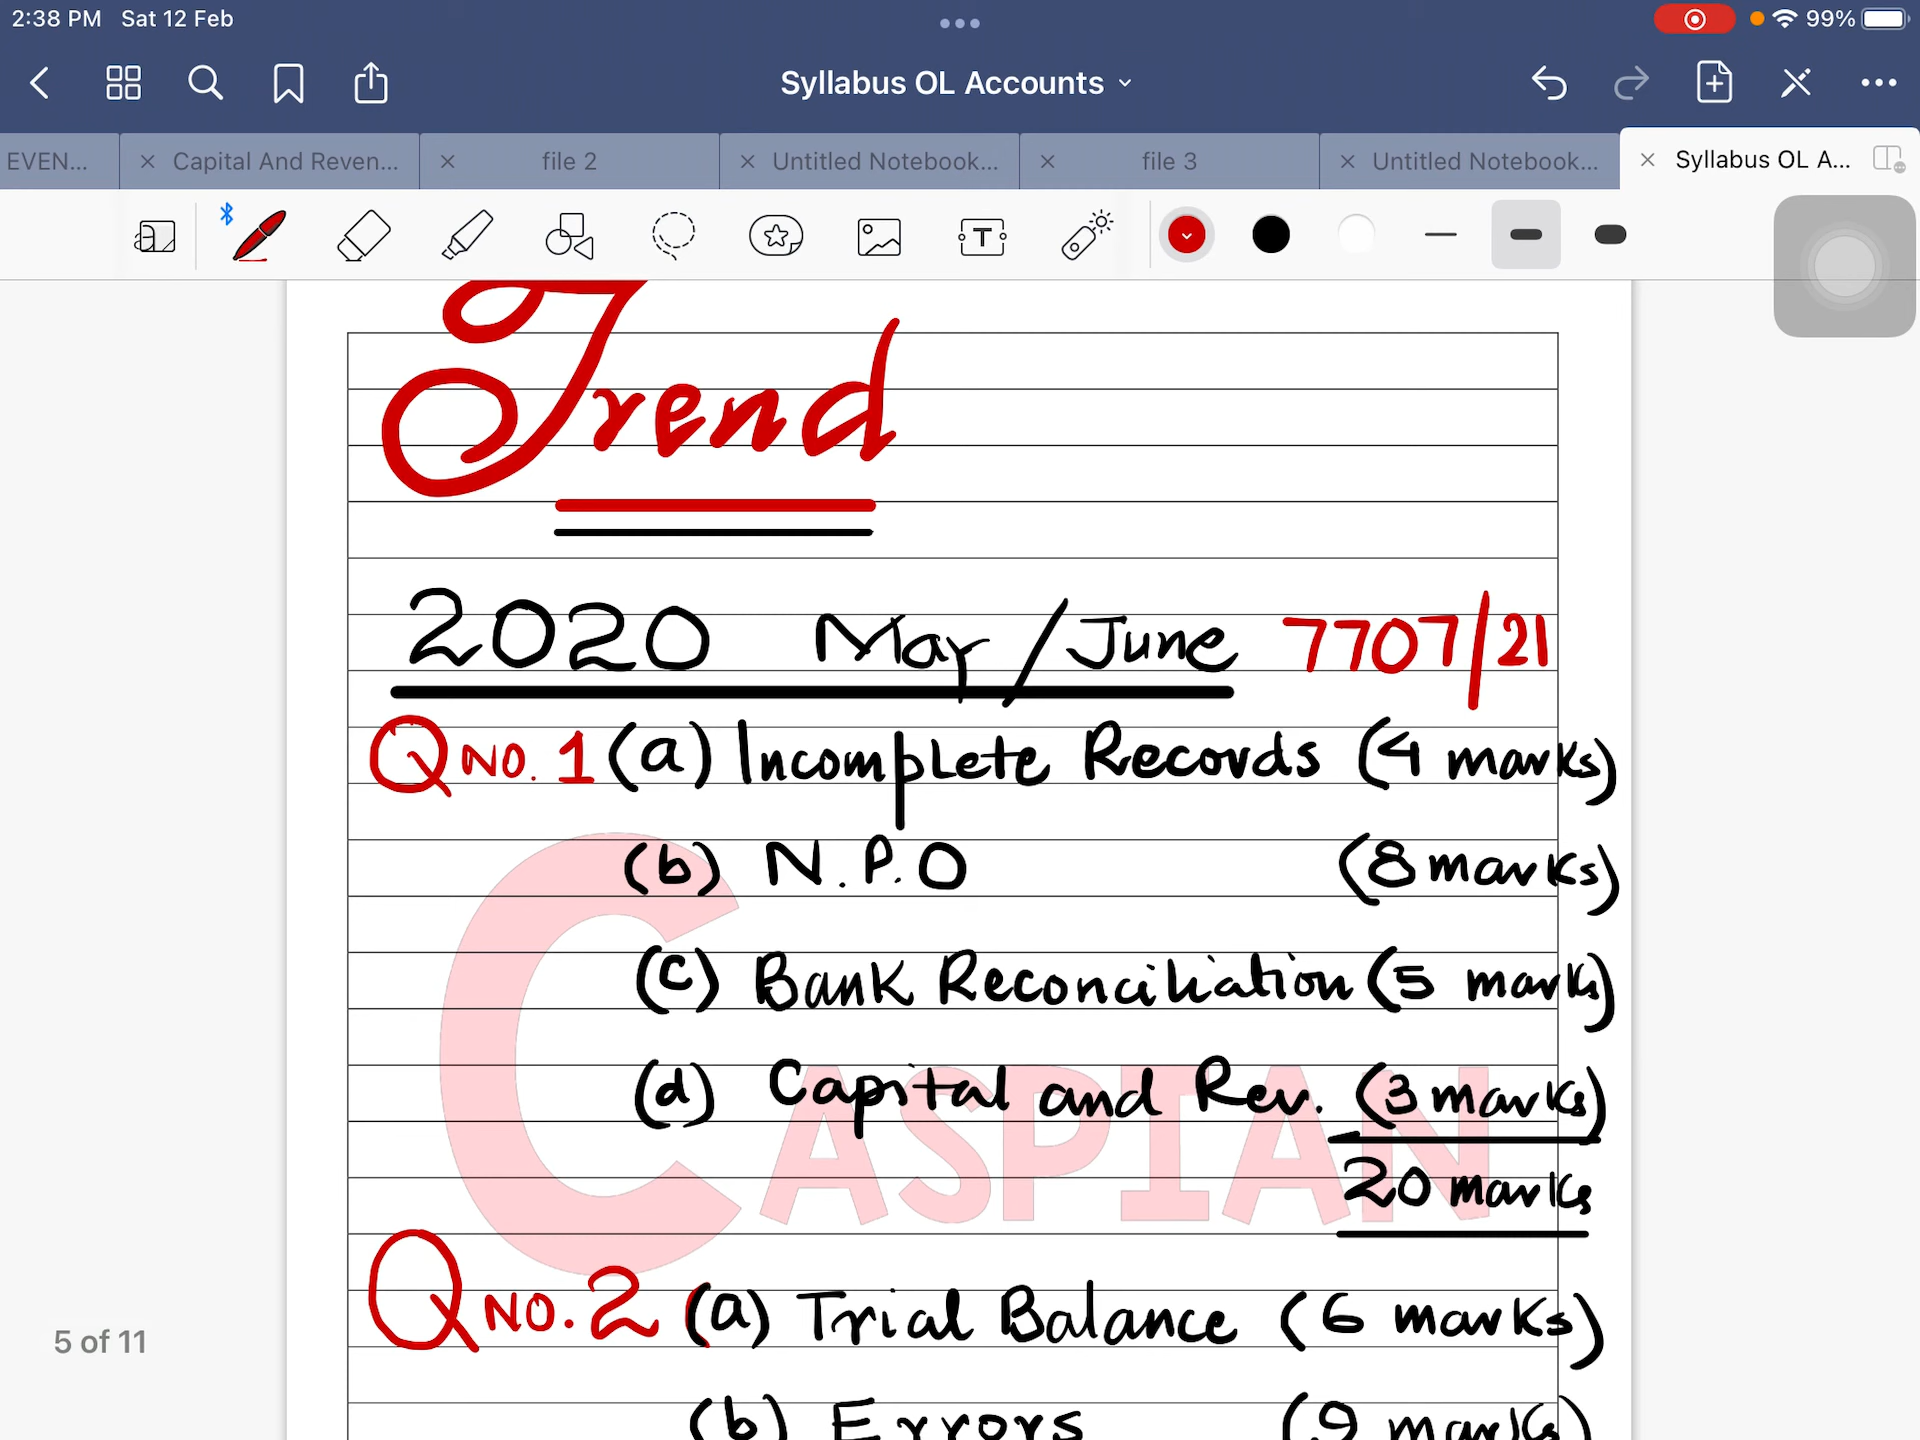 2:38 PM Sat 12 Feb
99%
Syllabus OL Accounts
EVEN...
Capital And Reven...
file 2
Untitled Notebook...
file 3
Untitled Notebook...
Syllabus OL A...
Trend
2020 May/June 7707/21
Q NO. 1 (a) Incomplete Records (4 marks)
(b) N.P.O (8 marks)
(c) Bank Reconciliation (5 marks)
(d) Capital and Rev. (3 marks)
20 marks
CASPIAN
Q NO. 2 (a) Trial Balance (6 marks)
5 of 11
(b) Errors (9 marks)